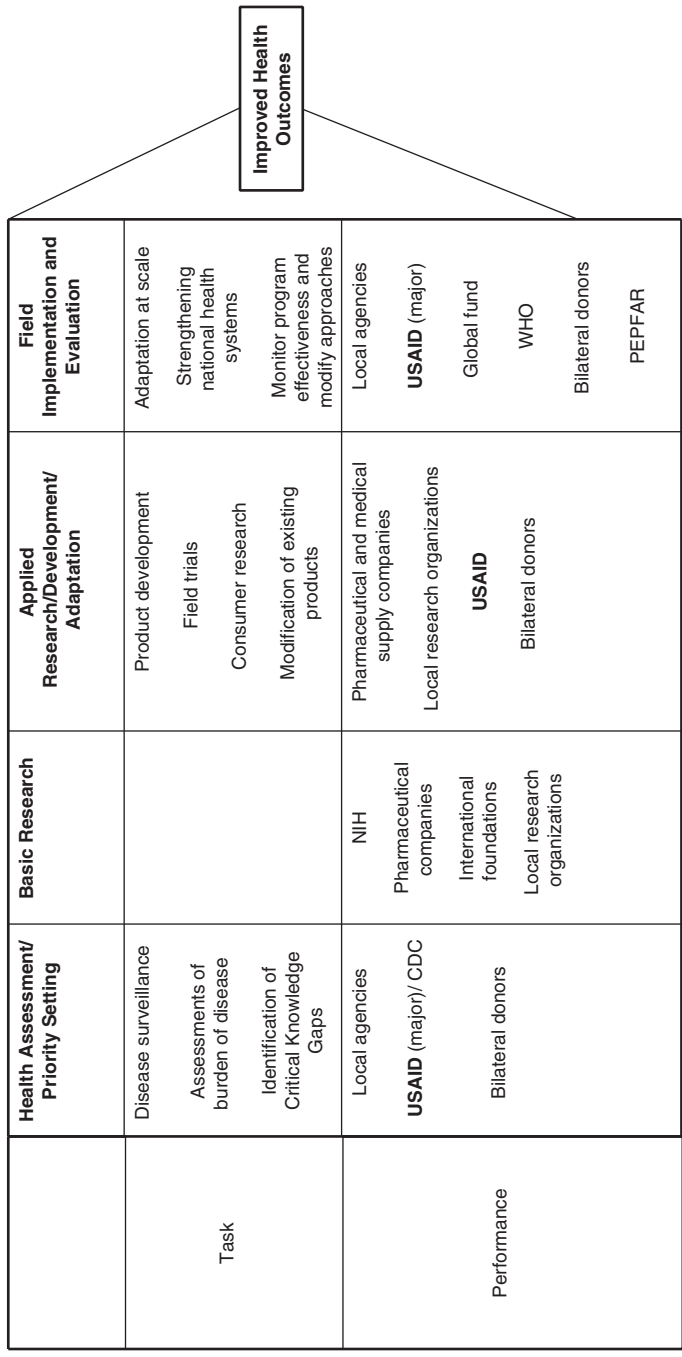 Health Assessment/
Priority Setting
Basic Research
Applied
Research/Development/
Adaptation
Field
Implementation and
Evaluation
Task
Disease surveillance
Assessments of
burden of disease
Identification of
Critical Knowledge
Gaps
Product development
Field trials
Consumer research
Modification of existing
products
Adaptation at scale
Strengthening
national health
systems
Monitor program
effectiveness and
modify approaches
Performance
Local agencies
USAID (major)/ CDC
Bilateral donors
NIH
Pharmaceutical
companies
International
foundations
Local research
organizations
Pharmaceutical and medical
supply companies
Local research organizations
USAID
Bilateral donors
Local agencies
USAID (major)
Global fund
WHO
Bilateral donors
PEPFAR
Improved Health
Outcomes